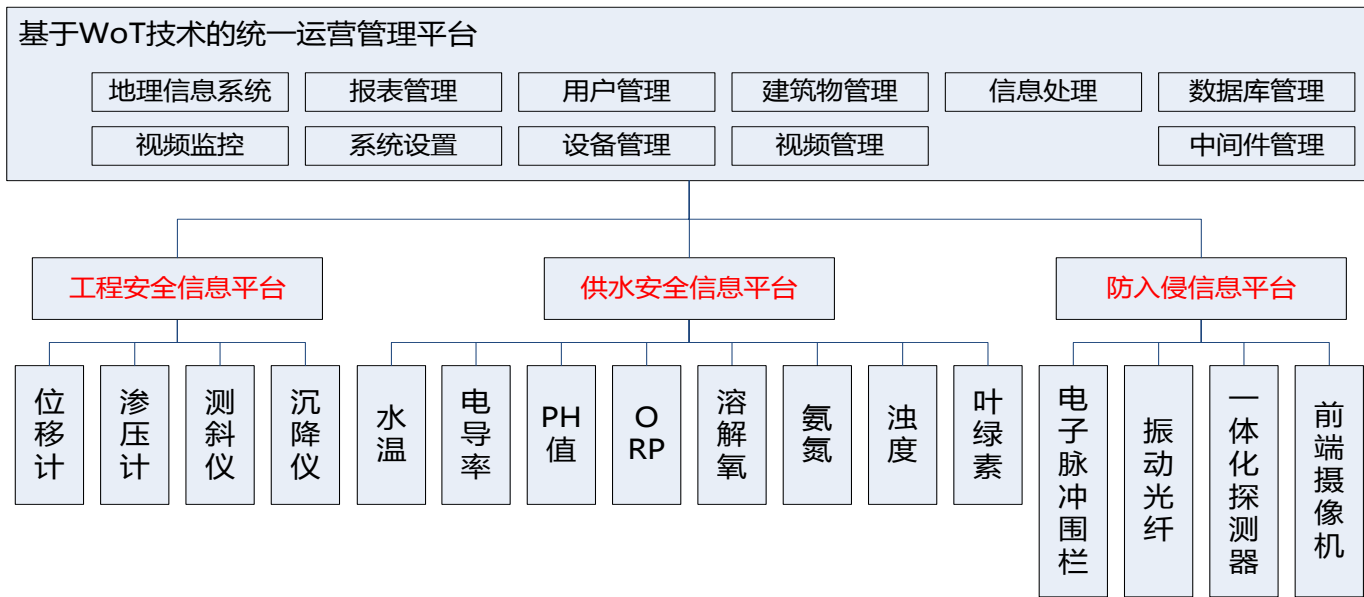 基于WoT技术的统一运营管理平台
地理信息系统
报表管理
用户管理
建筑物管理
信息处理
数据库管理
视频监控
系统设置
设备管理
视频管理
中间件管理
工程安全信息平台
供水安全信息平台
防入侵信息平台
位移计
渗压计
测斜仪
沉降仪
水温
电导率
PH
值
O
RP
溶解氧
氨氮
浊度
叶绿素
电子脉冲围栏
振动光纤
一体化探测器
前端摄像机